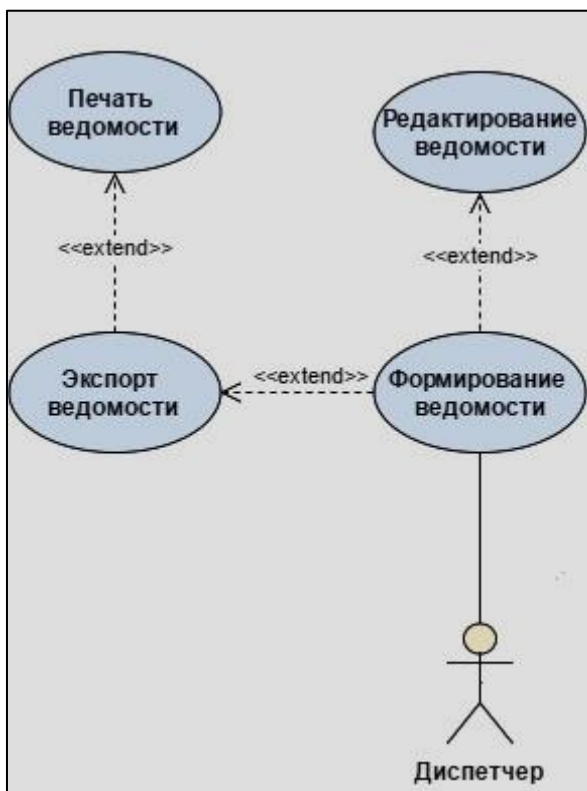 Печать
ведомости
Редактирование
ведомости
<<extend>>
<<extend>>
Экспорт
ведомости
<<extend>>
Формирование
ведомости
Диспетчер